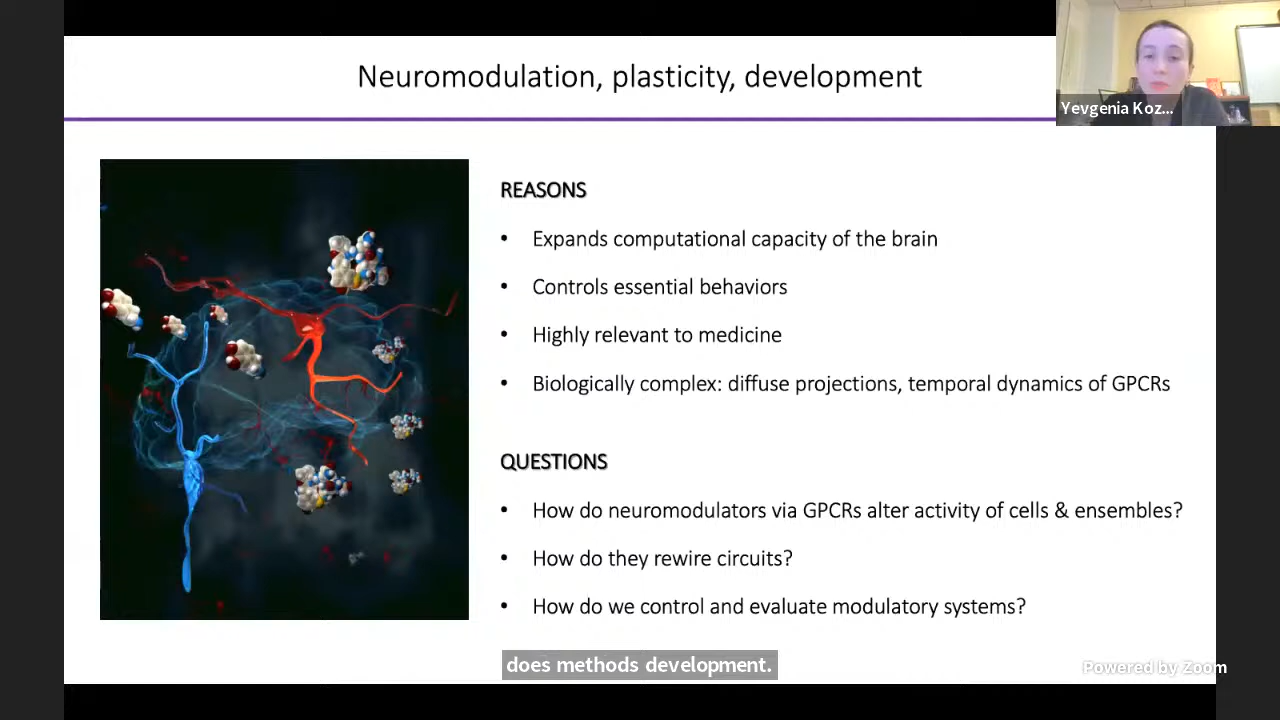 Neuromodulation, plasticity, development
Yevgenia Koz...
REASONS
• Expands computational capacity of the brain
• Controls essential behaviors
• Highly relevant to medicine
• Biologically complex: diffuse projections, temporal dynamics of GPCRs
QUESTIONS
• How do neuromodulators via GPCRs alter activity of cells & ensembles?
• How do they rewire circuits?
• How do we control and evaluate modulatory systems?
does methods development.
Powered by Zoom